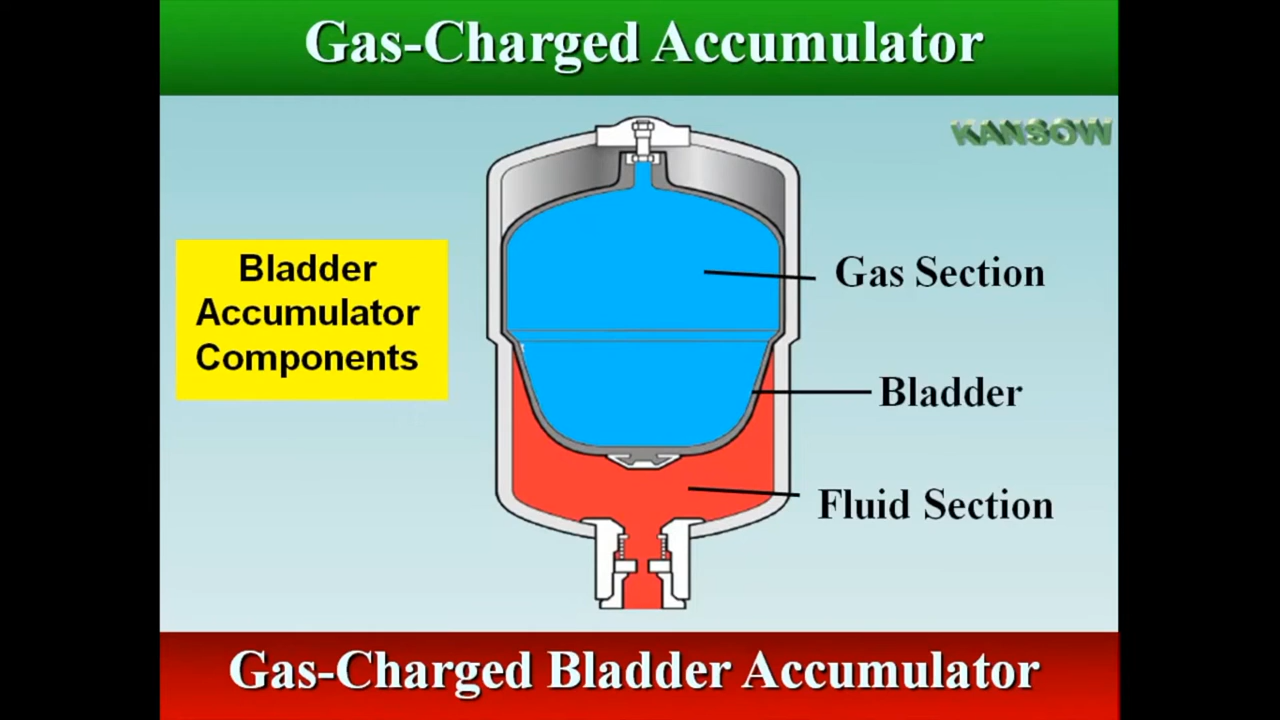 Gas-Charged Accumulator
KANSOW
Bladder
Accumulator
Components
Gas Section
Bladder
Fluid Section
Gas-Charged Bladder Accumulator